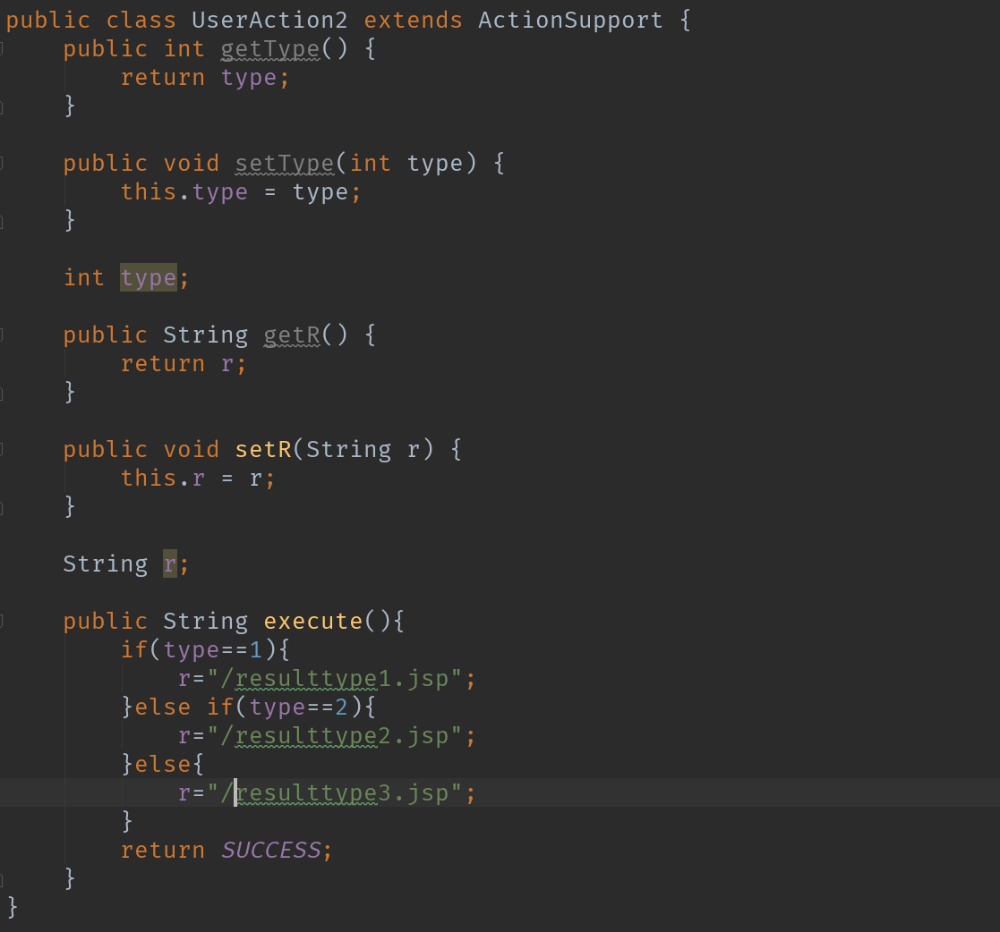 public class UserAction2 extends ActionSupport {
    public int getType() {
        return type;
    }

    public void setType(int type) {
        this.type = type;
    }

    int type;

    public String getR() {
        return r;
    }

    public void setR(String r) {
        this.r = r;
    }

    String r;

    public String execute(){
        if(type==1){
            r="/resulttype1.jsp";
        }else if(type==2){
            r="/resulttype2.jsp";
        }else{
            r="/resulttype3.jsp";
        }
        return SUCCESS;
    }
}